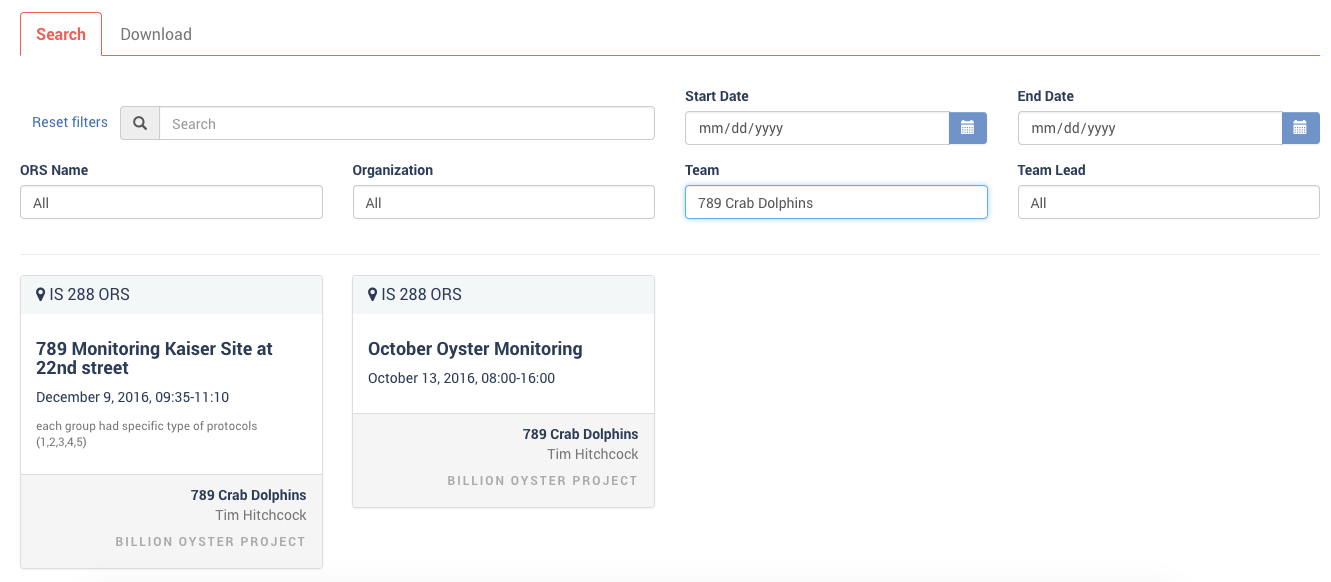 Search
Download
Start Date
End Date
Reset filters
Search
mm/dd/yyyy
mm/dd/yyyy
ORS Name
Organization
Team
Team Lead
All
All
789 Crab Dolphins
All
IS 288 ORS
789 Monitoring Kaiser Site at
22nd street
December 9, 2016, 09:35-11:10
each group had specific type of protocols
(1,2,3,4,5)
789 Crab Dolphins
Tim Hitchcock
BILLION OYSTER PROJECT
IS 288 ORS
October Oyster Monitoring
October 13, 2016, 08:00-16:00
789 Crab Dolphins
Tim Hitchcock
BILLION OYSTER PROJECT